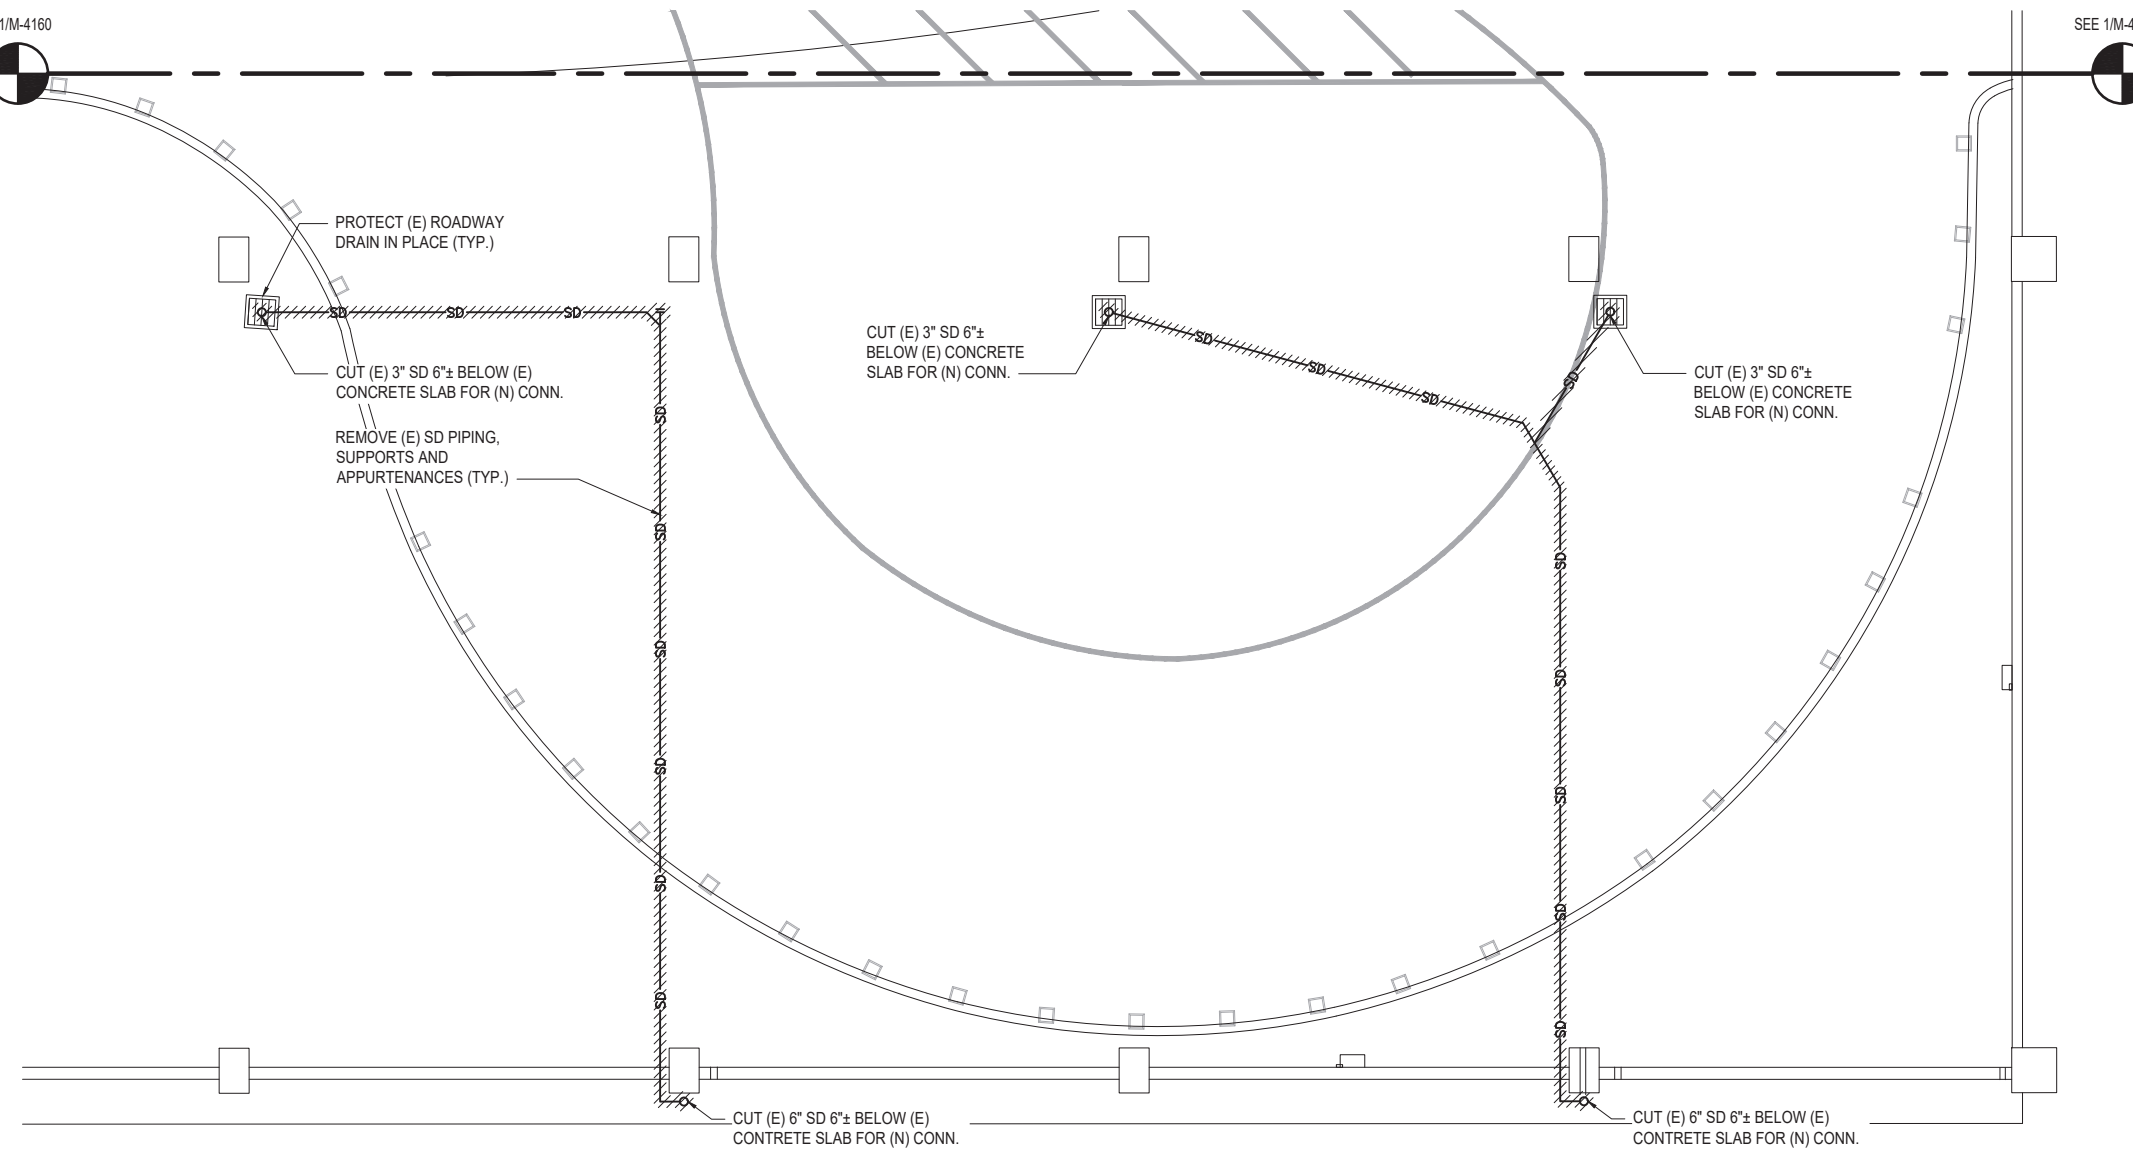 1/M-4160
SEE 1/M-4
PROTECT (E) ROADWAY
DRAIN IN PLACE (TYP.)
SD
SD
SD
CUT (E) 3" SD 6"±
BELOW (E) CONCRETE
SLAB FOR (N) CONN.
SD
SD
SD
SD
CUT (E) 3" SD 6"± BELOW (E)
CONCRETE SLAB FOR (N) CONN.
CUT (E) 3" SD 6"±
BELOW (E) CONCRETE
SLAB FOR (N) CONN.
REMOVE (E) SD PIPING,
SUPPORTS AND
APPURTENANCES (TYP.)
SD
SD
SD
SD
SD
SD
SD
SD
SD
SD
SD
CUT (E) 6" SD 6"± BELOW (E)
CONTRETE SLAB FOR (N) CONN.
CUT (E) 6" SD 6"± BELOW (E)
CONTRETE SLAB FOR (N) CONN.